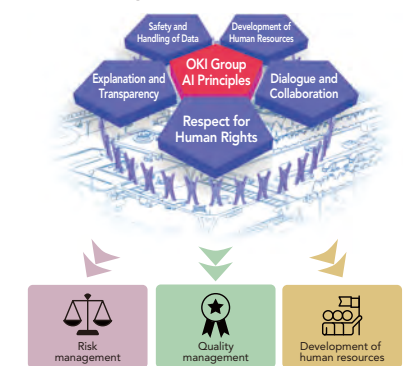 Safety and
Handling of Data
Development of
Human Resources
OKI Group
AI Principles
Explanation and
Transparency
Dialogue and
Collaboration
Respect for
Human Rights
Risk
management
Quality
management
Development of
human resources